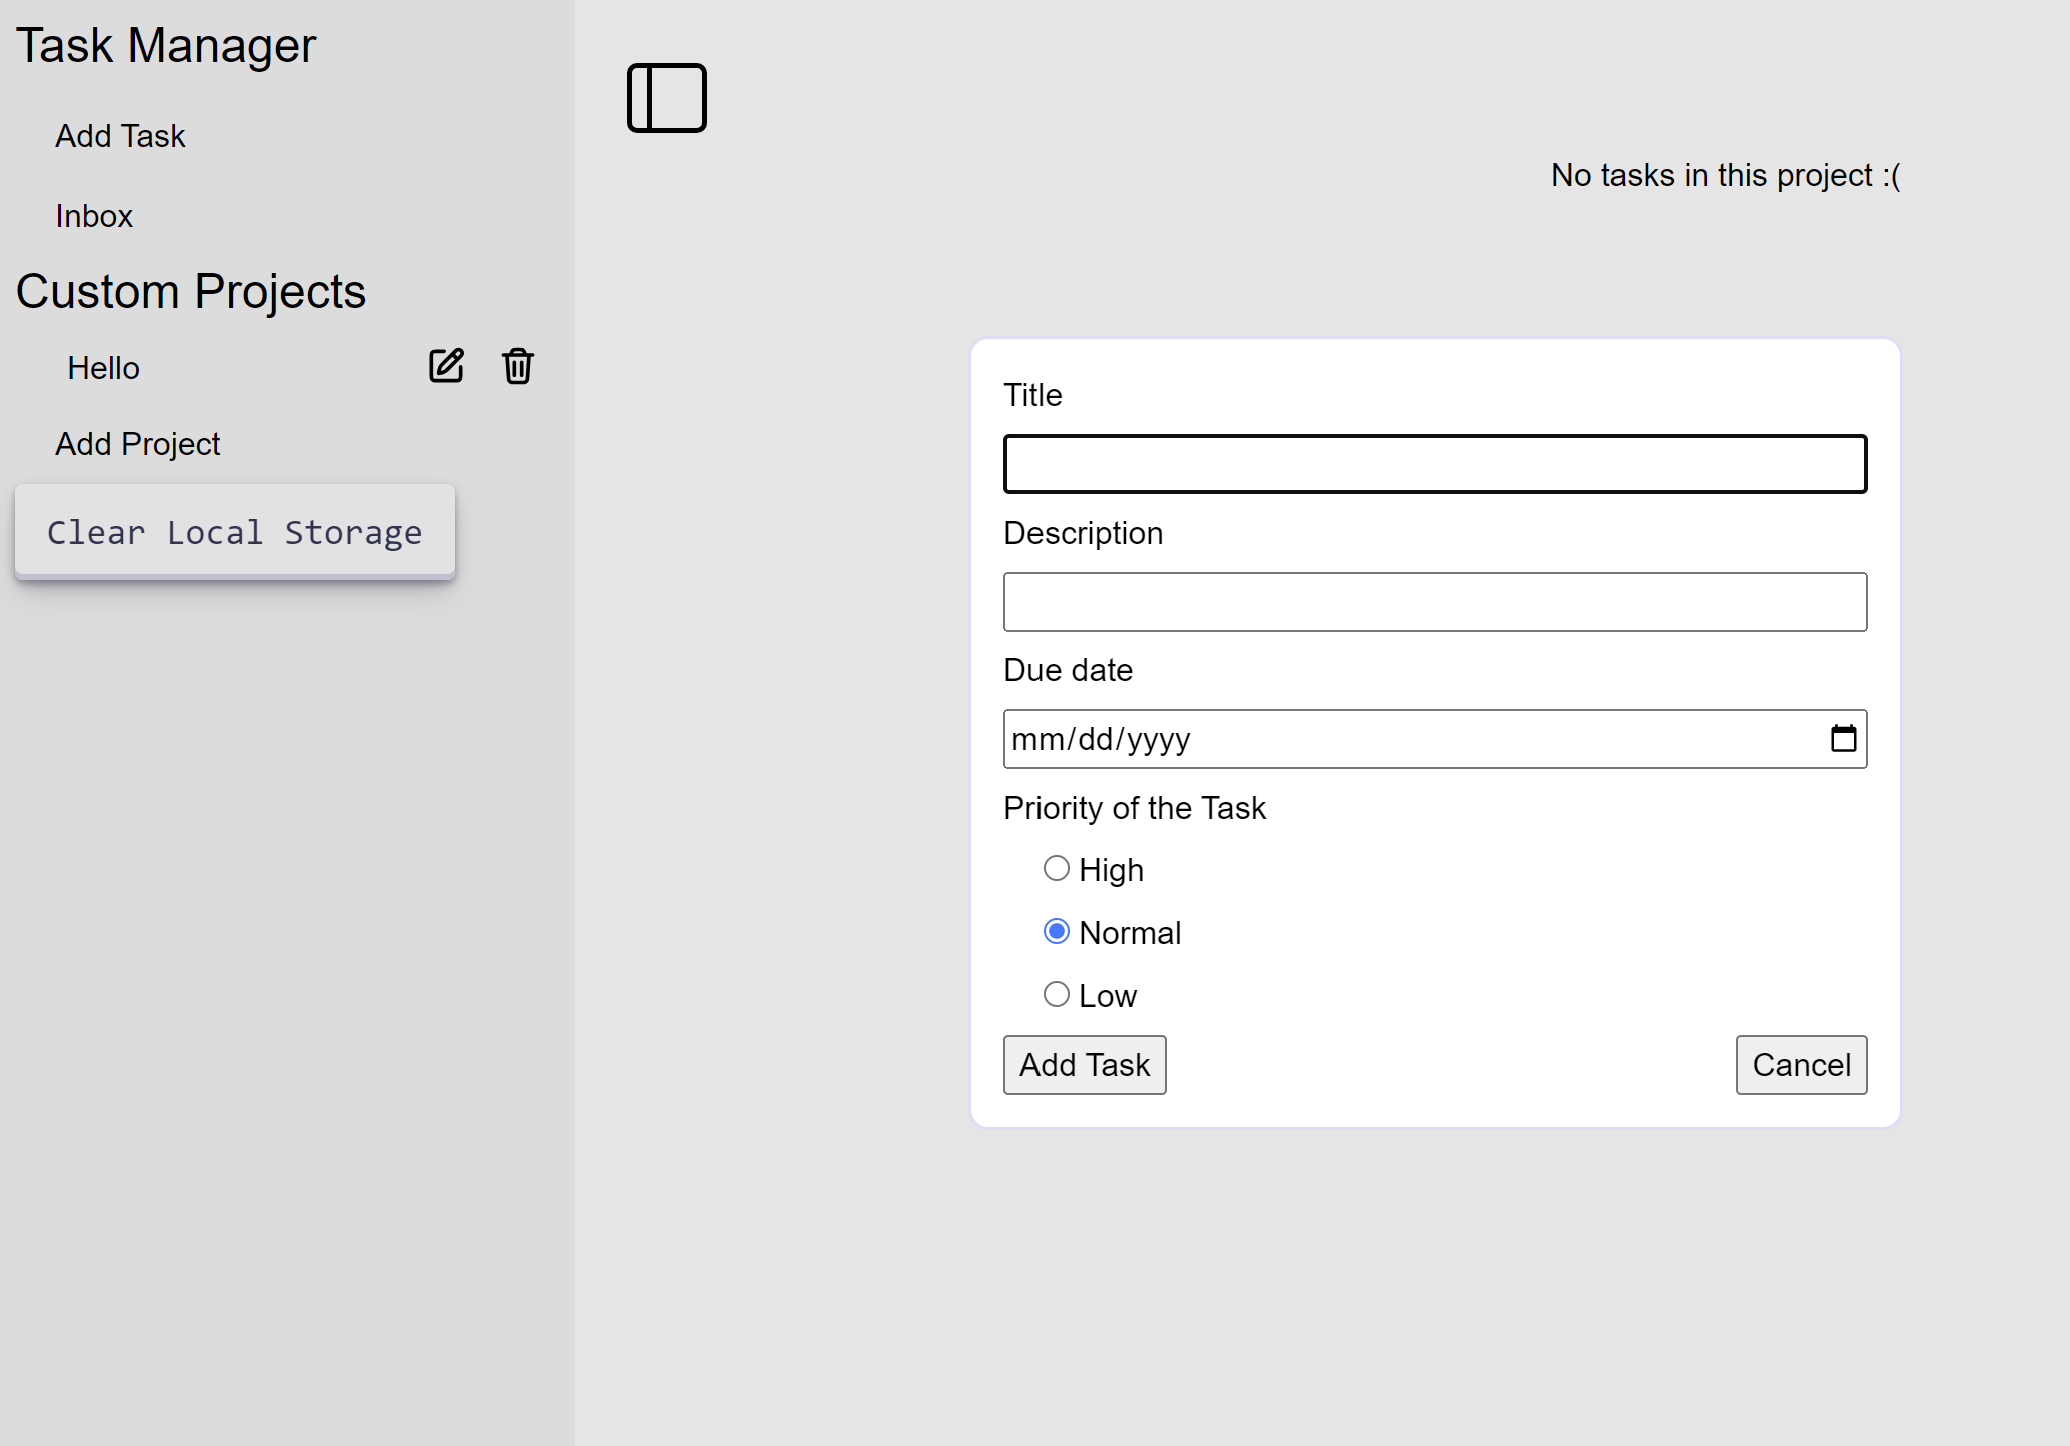 Task Manager
Add Task
Inbox
Custom Projects
Hello
Add Project
Clear Local Storage
No tasks in this project :(
Title
Description
Due date
mm/dd/yyyy
Priority of the Task
High
Normal
Low
Add Task
Cancel